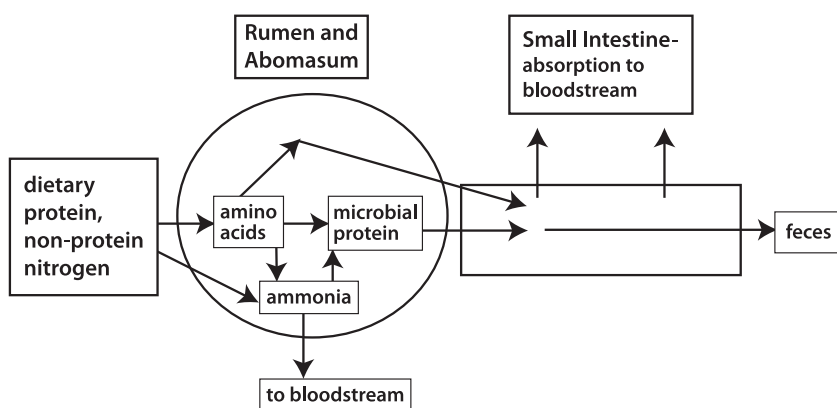 Rumen and
Abomasum
Small Intestine-
absorption to
bloodstream
dietary
protein,
non-protein
nitrogen
amino
acids
microbial
protein
ammonia
feces
to bloodstream